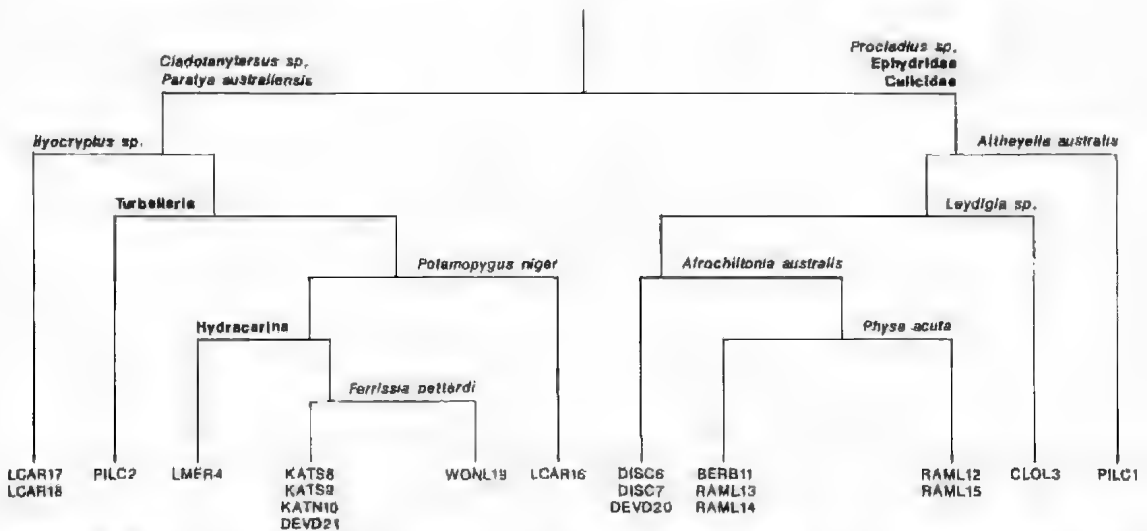 Cladotanytarsus sp.
Paratya australiensis
Procladius sp.
Ephydridae
Culicidae
Ilyocryptus sp.
Altheyella australis
Turbellaria
Leydigia sp.
Potamopygus niger
Afrochiltonia australis
Hydracarina
Physa acuta
Ferrissia petterdi
LCAR17
LCAR18
PILC2
LMER4
KATS8
KATS9
KATN10
DEVD21
WONL19
LCAR16
DISC6
DISC7
DEVD20
BERB11
RAML13
RAML14
RAML12
RAML15
CLOL3
PILC1